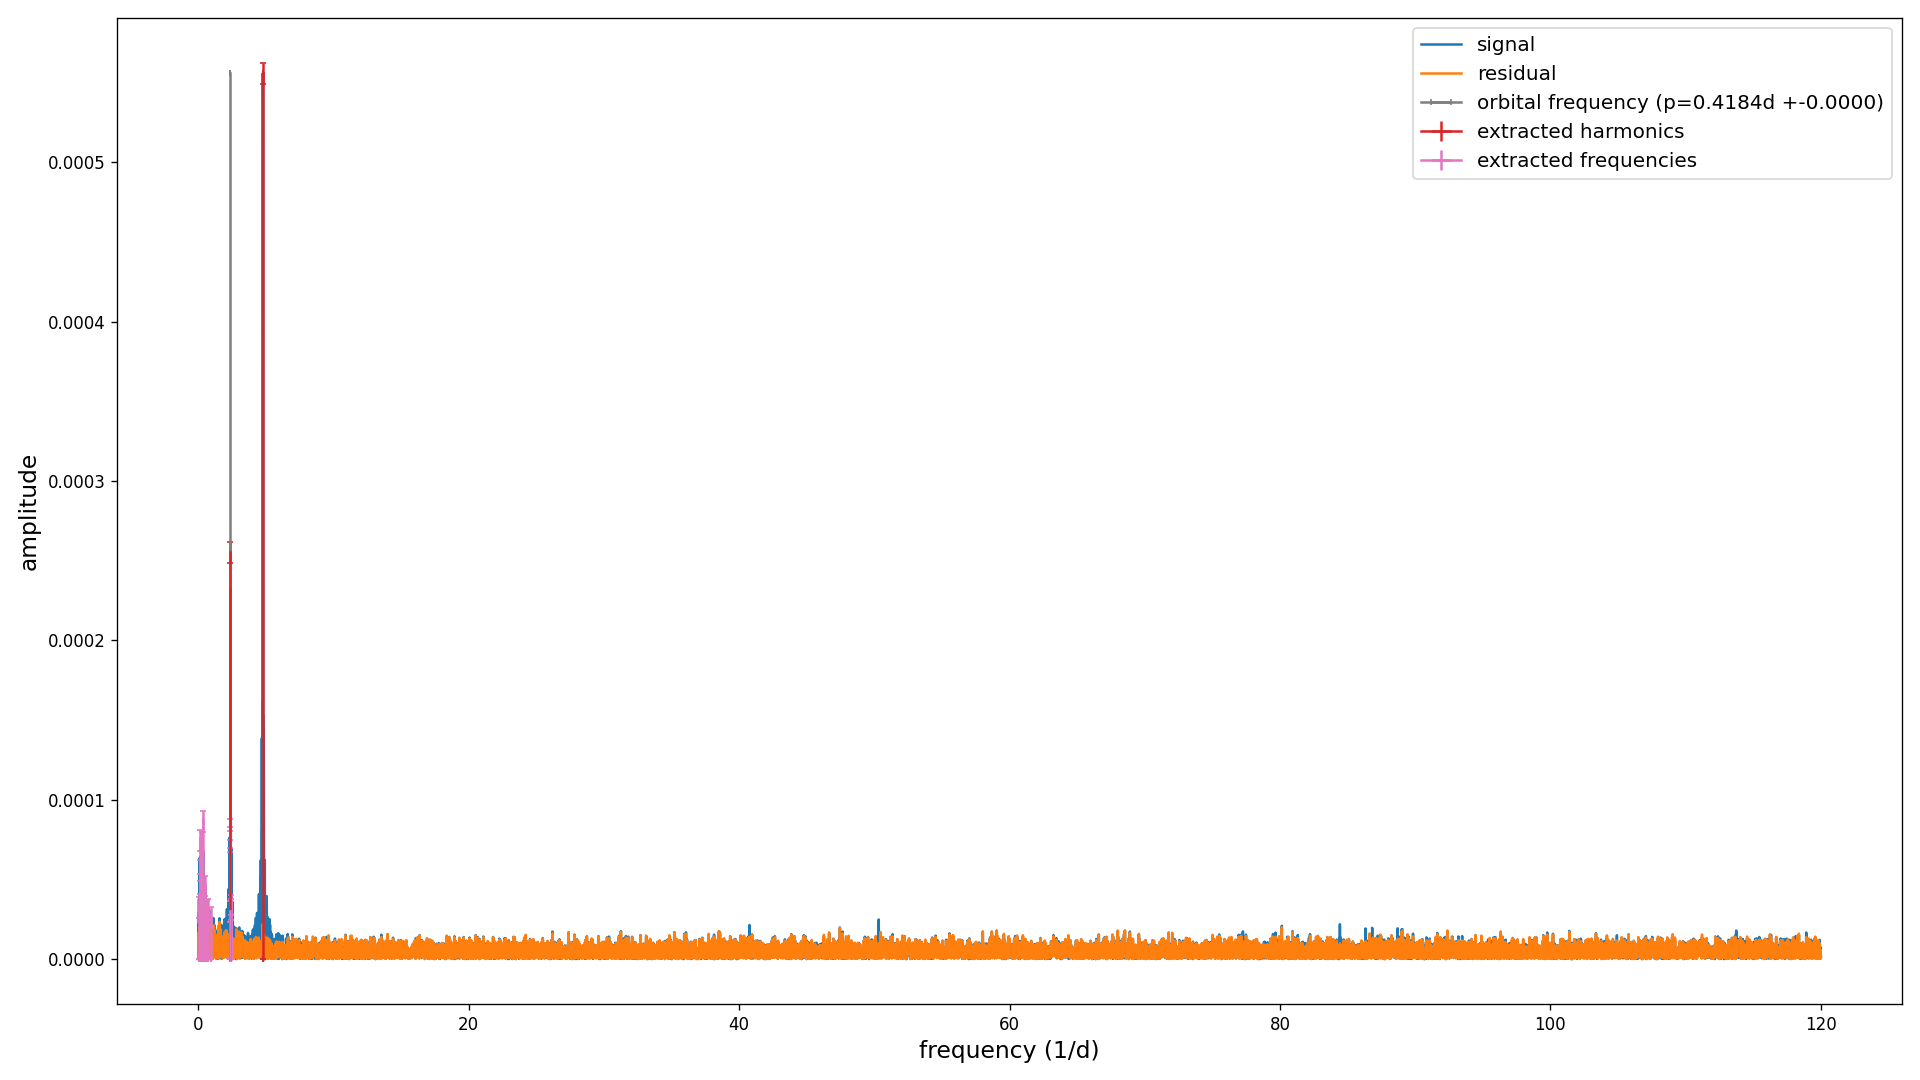 signal
residual
orbital frequency (p=0.4184d +-0.0000)
extracted harmonics
extracted frequencies
amplitude
0.0005
0.0004
0.0003
0.0002
0.0001
0.0000
0 20 40 60 80 100 120
frequency (1/d)